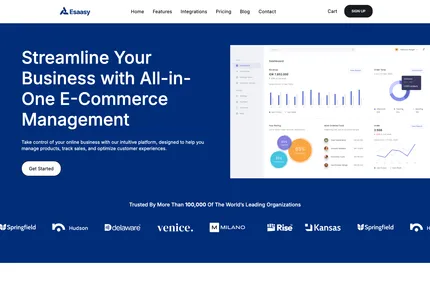 Esaasy
Home Features Integrations Pricing Blog Contact
Cart SIGN UP
Streamline Your
Business with All-in-
One E-Commerce
Management
Take control of your online business with our intuitive platform, designed to help you
manage products, track sales, and optimize customer experiences.
Get Started
Trusted By More Than 100,000 Of The World's Leading Organizations
Springfield Hudson delaware venice. MILANO Rise Kansas Springfield Hud